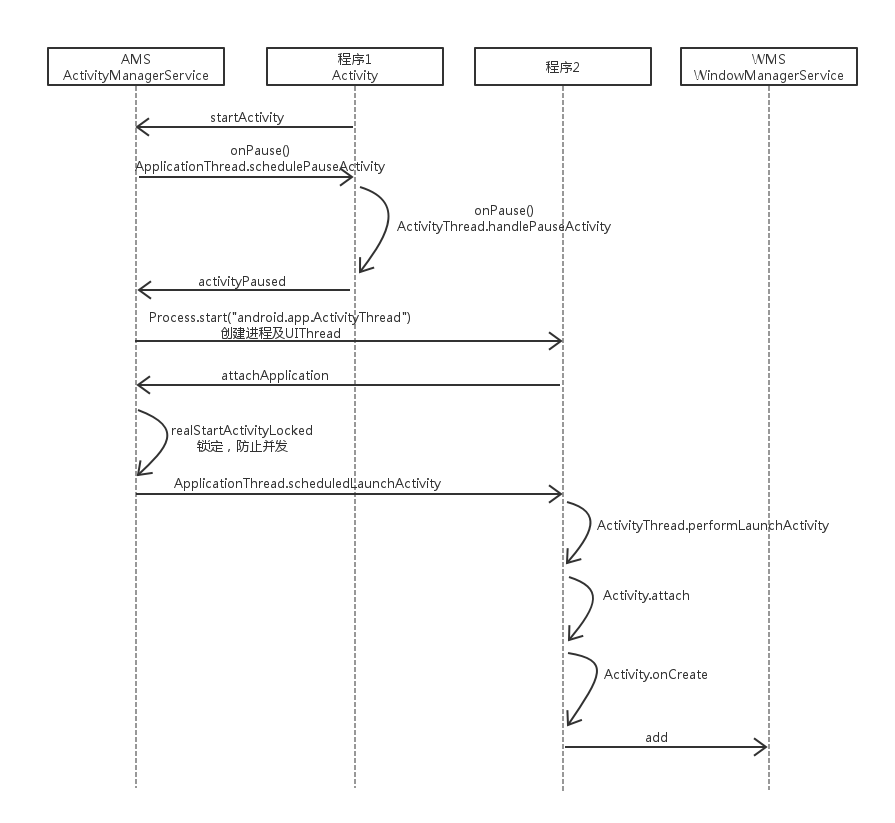 AMS
ActivityManagerService
程序1
Activity
程序2
WMS
WindowManagerService
startActivity
onPause()
ApplicationThread.schedulePauseActivity
onPause()
ActivityThread.handlePauseActivity
activityPaused
Process.start("android.app.ActivityThread")
创建进程及UIThread
attachApplication
realStartActivityLocked
锁定，防止并发
ApplicationThread.scheduledLaunchActivity
ActivityThread.performLaunchActivity
Activity.attach
Activity.onCreate
add